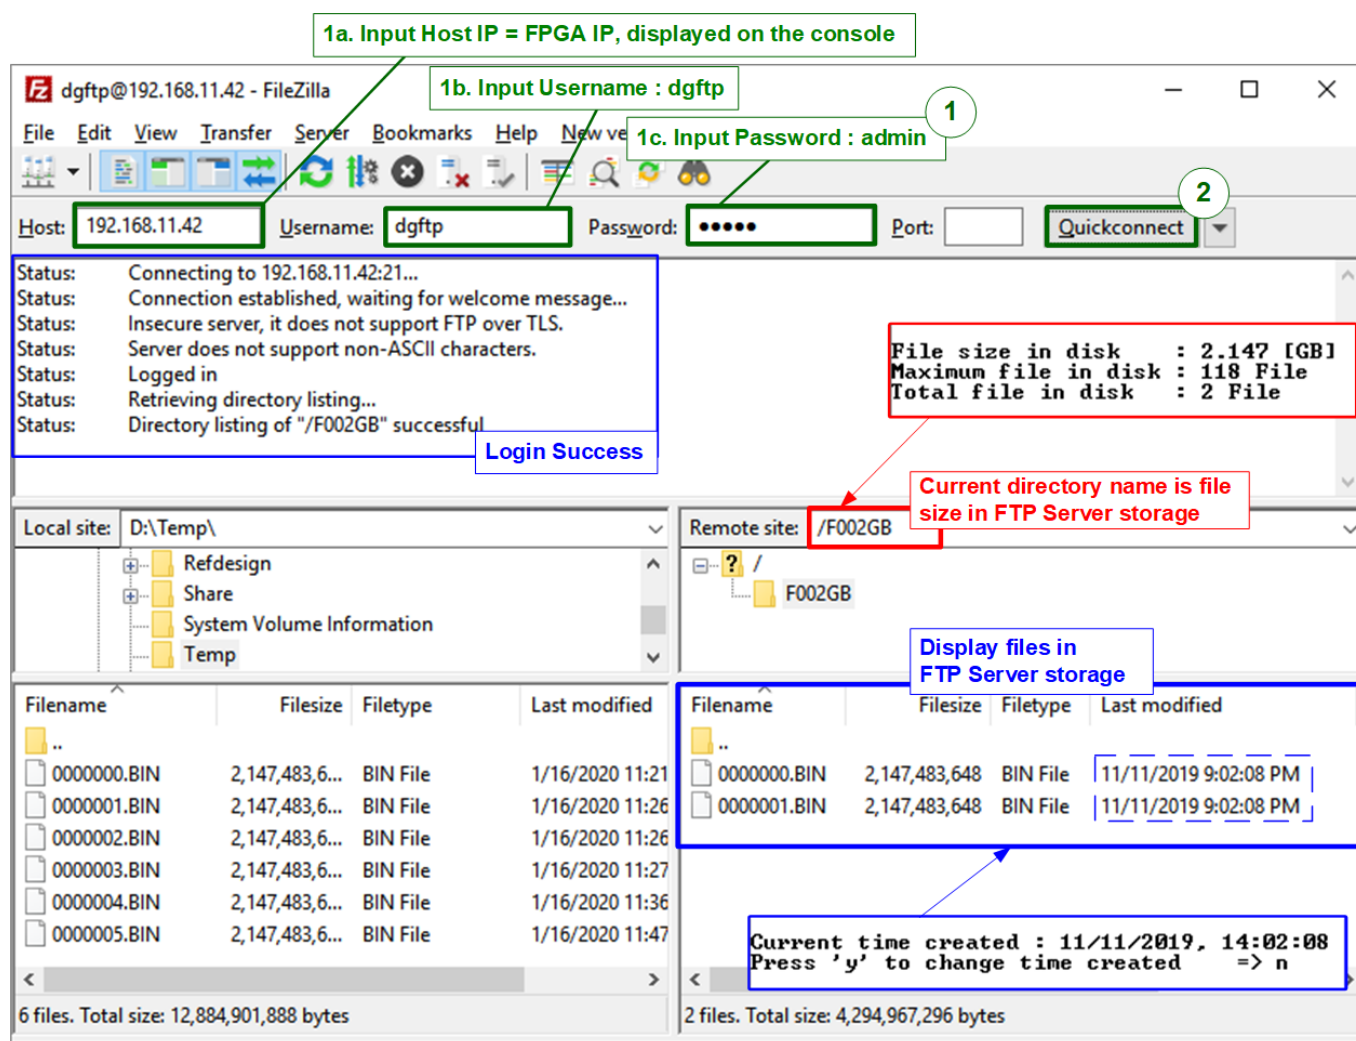 1a. Input Host IP = FPGA IP, displayed on the console
dgftp@192.168.11.42 - FileZilla
1b. Input Username : dgftp
1
File Edit View Transfer Server Bookmarks Help New ve
1c. Input Password : admin
2
Host: 192.168.11.42 Username: dgftp Password: ••••• Port: Quickconnect
Status: Connecting to 192.168.11.42:21...
Status: Connection established, waiting for welcome message...
Status: Insecure server, it does not support FTP over TLS.
Status: Server does not support non-ASCII characters.
Status: Logged in
Status: Retrieving directory listing...
Status: Directory listing of "/F002GB" successful
Login Success
File size in disk : 2.147 [GB]
Maximum file in disk : 118 File
Total file in disk : 2 File
Current directory name is file
size in FTP Server storage
Local site: D:\Temp\
Refdesign
Share
System Volume Information
Temp
Remote site: /F002GB
? /
F002GB
Display files in
FTP Server storage
Filename Filesize Filetype Last modified
..
0000000.BIN 2,147,483,6... BIN File 1/16/2020 11:21
0000001.BIN 2,147,483,6... BIN File 1/16/2020 11:26
0000002.BIN 2,147,483,6... BIN File 1/16/2020 11:26
0000003.BIN 2,147,483,6... BIN File 1/16/2020 11:27
0000004.BIN 2,147,483,6... BIN File 1/16/2020 11:36
0000005.BIN 2,147,483,6... BIN File 1/16/2020 11:47
6 files. Total size: 12,884,901,888 bytes
Filename Filesize Filetype Last modified
..
0000000.BIN 2,147,483,648 BIN File 11/11/2019 9:02:08 PM
0000001.BIN 2,147,483,648 BIN File 11/11/2019 9:02:08 PM
Current time created : 11/11/2019, 14:02:08
Press 'y' to change time created => n
2 files. Total size: 4,294,967,296 bytes